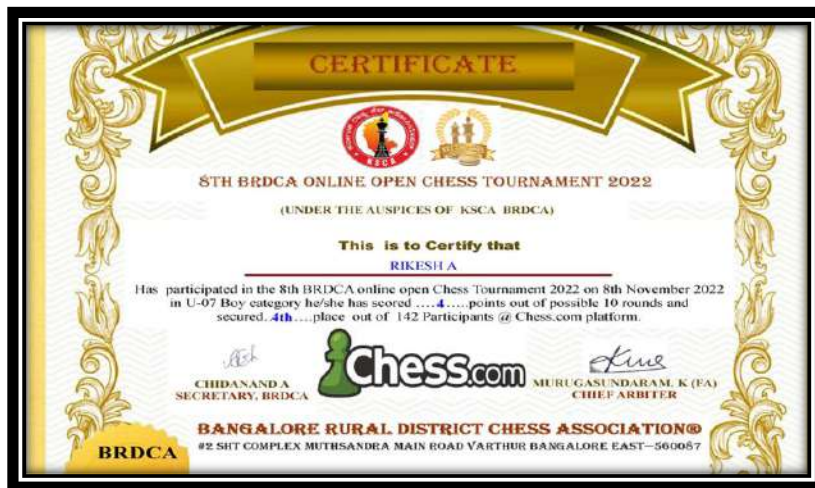 CERTIFICATE
KSCA
8TH BRDCA ONLINE OPEN CHESS TOURNAMENT 2022
(UNDER THE AUSPICES OF KSCA BRDCA)
This is to Certify that
RIKESH A
Has participated in the 8th BRDCA online open Chess Tournament 2022 on 8th November 2022
in U-07 Boy category he/she has scored ....4.....points out of possible 10 rounds and
secured..4th....place out of 142 Participants @ Chess.com platform.
Chess.com
CHIDANAND A
SECRETARY, BRDCA
MURUGASUNDARAM. K (FA)
CHIEF ARBITER
BANGALORE RURAL DISTRICT CHESS ASSOCIATION®
#2 SHT COMPLEX MUTHSANDRA MAIN ROAD VARTHUR BANGALORE EAST—560087
BRDCA